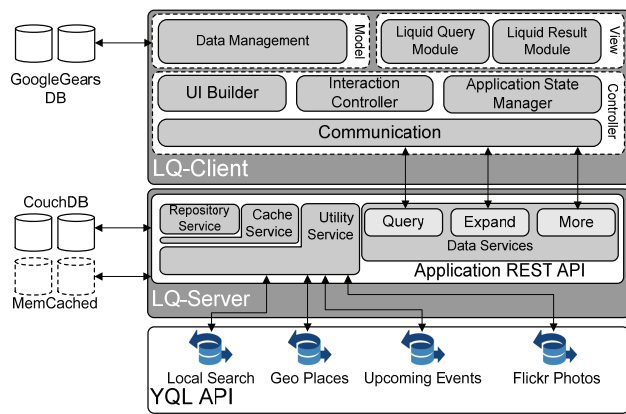 GoogleGears
DB
Data Management
Model
Liquid Query
Module
Liquid Result
Module
View
UI Builder
Interaction
Controller
Application State
Manager
Controller
Communication
LQ-Client
CouchDB
MemCached
Repository
Service
Cache
Service
Utility
Service
Query
Expand
More
Data Services
Application REST API
LQ-Server
Local Search
Geo Places
Upcoming Events
Flickr Photos
YQL API